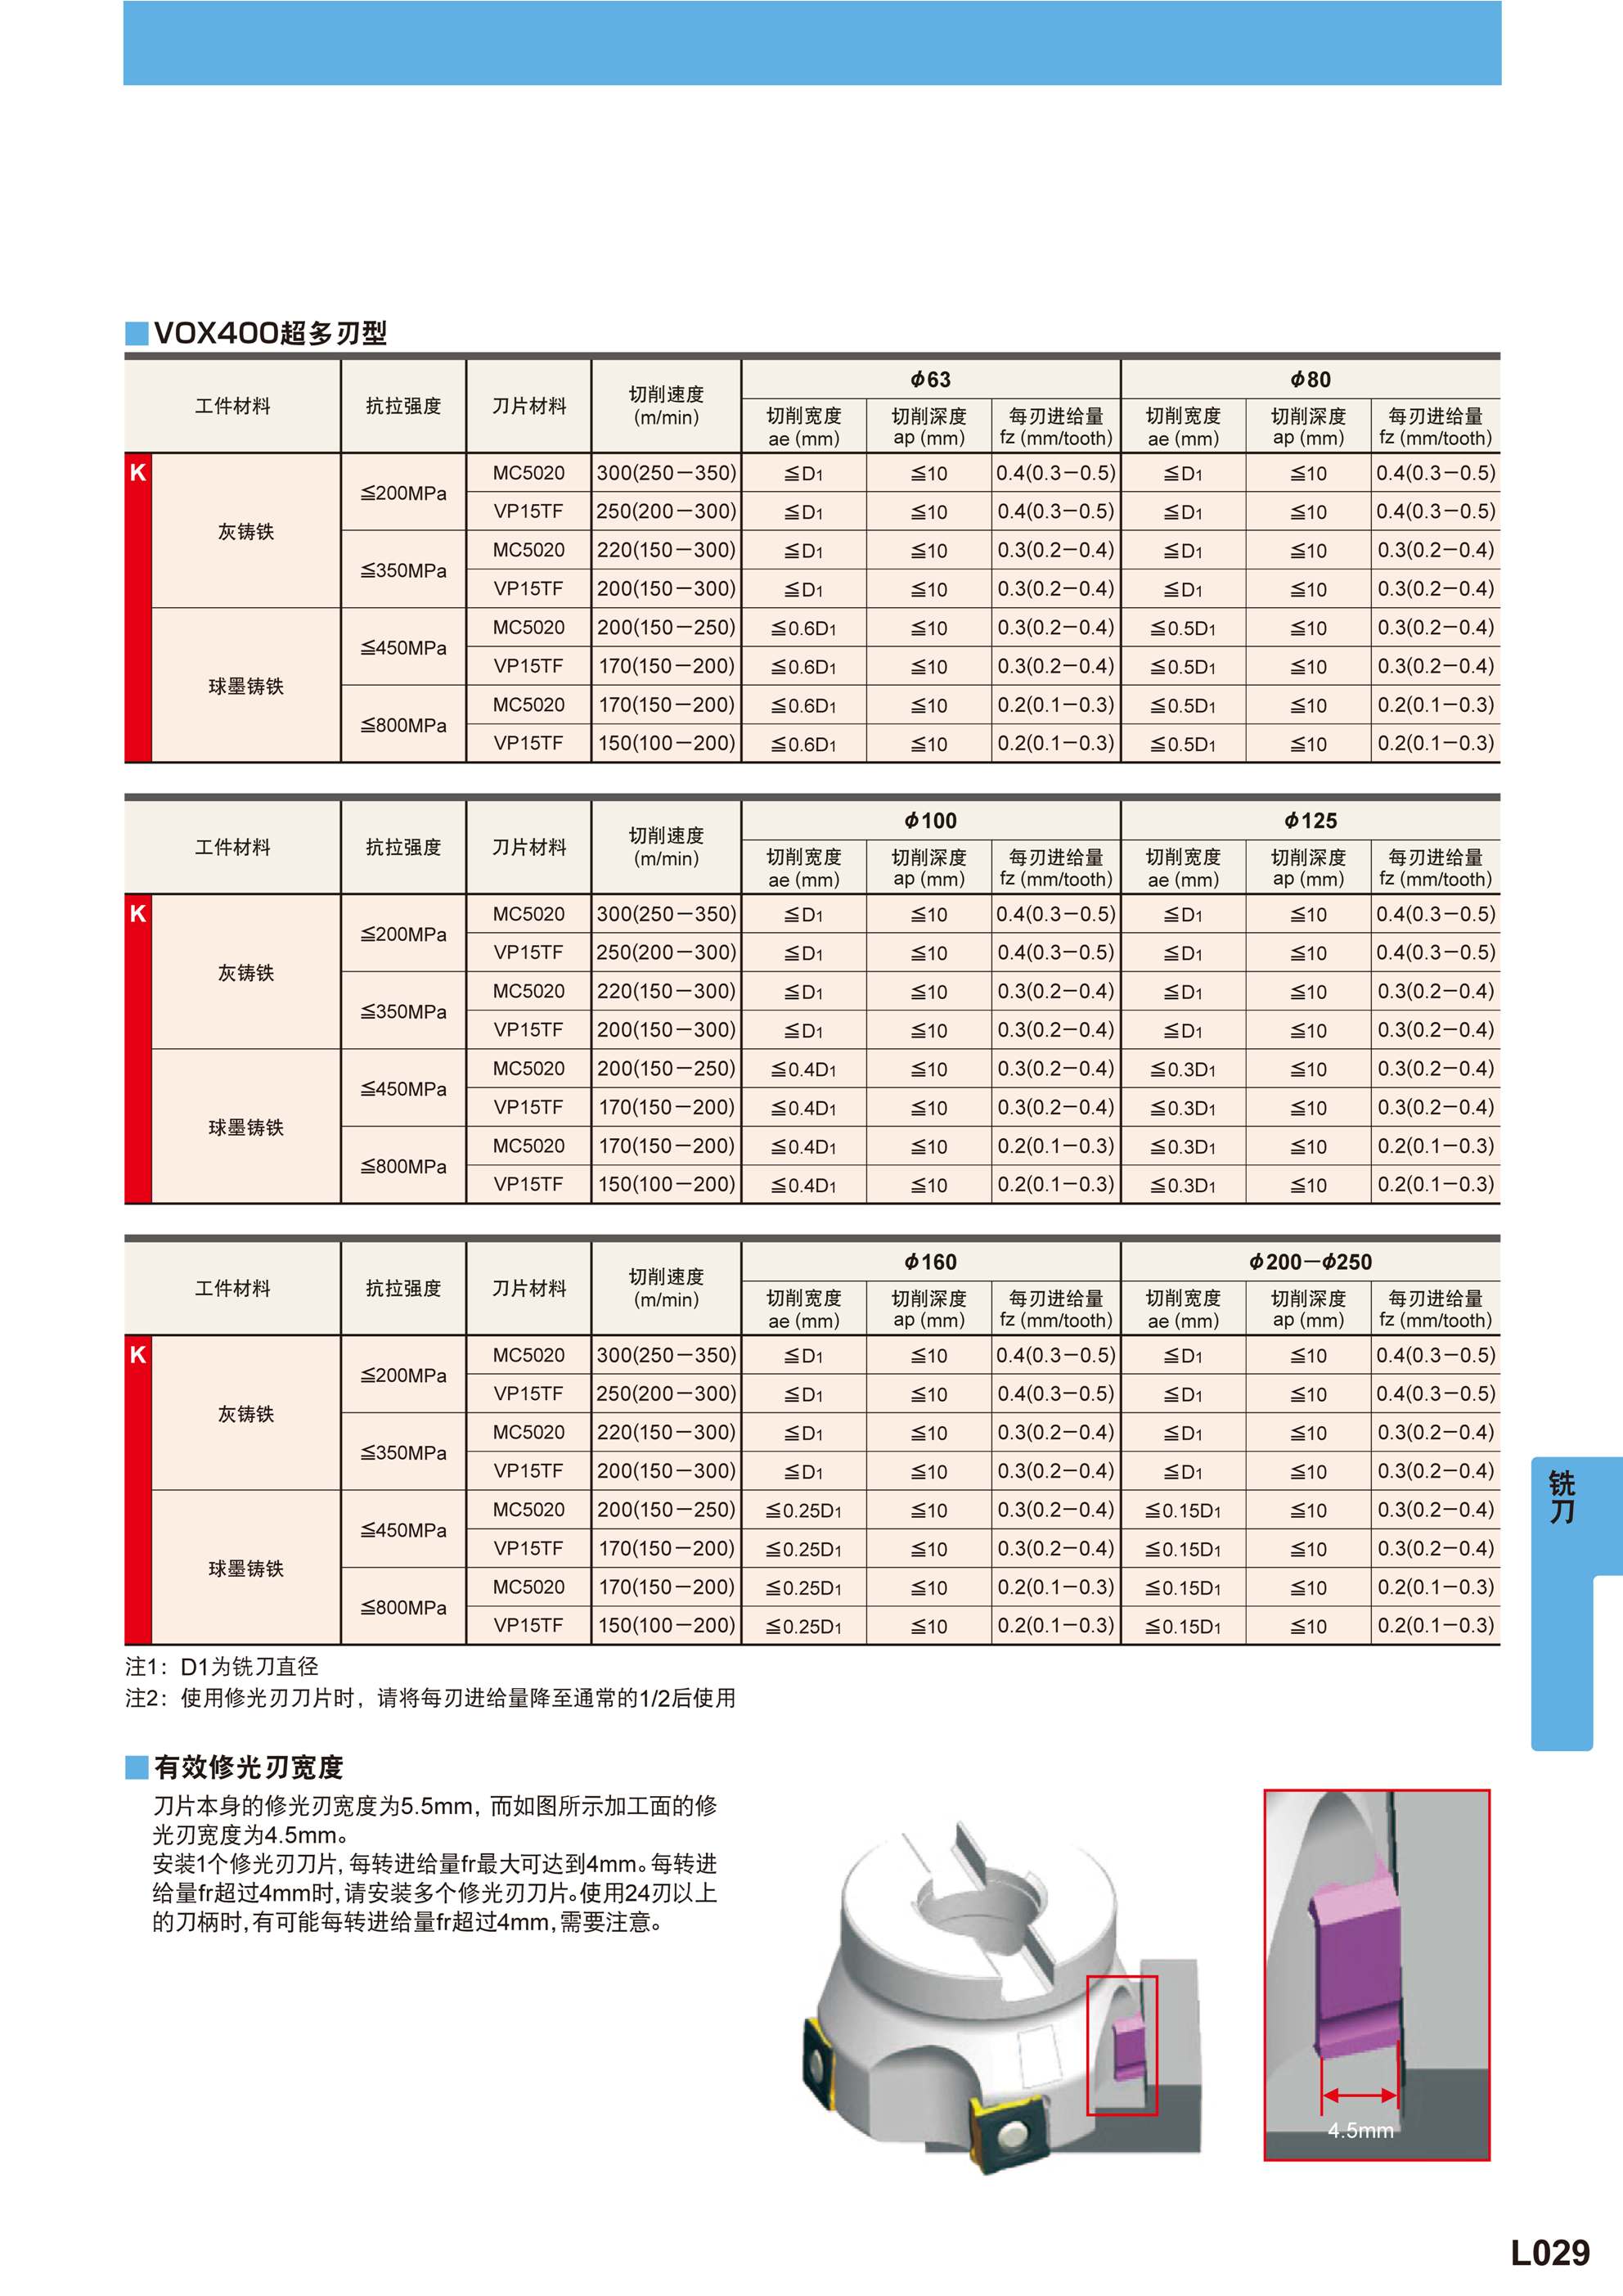 VOX400超多刃型
工件材料 抗拉强度 刀片材料 切削速度 (m/min) ф63 ф80
切削宽度 ae (mm) 切削深度 ap (mm) 每刃进给量 fz (mm/tooth) 切削宽度 ae (mm) 切削深度 ap (mm) 每刃进给量 fz (mm/tooth)
K 灰铸铁 ≦200MPa MC5020 300(250－350) ≦D1 ≦10 0.4(0.3－0.5) ≦D1 ≦10 0.4(0.3－0.5)
VP15TF 250(200－300) ≦D1 ≦10 0.4(0.3－0.5) ≦D1 ≦10 0.4(0.3－0.5)
≦350MPa MC5020 220(150－300) ≦D1 ≦10 0.3(0.2－0.4) ≦D1 ≦10 0.3(0.2－0.4)
VP15TF 200(150－300) ≦D1 ≦10 0.3(0.2－0.4) ≦D1 ≦10 0.3(0.2－0.4)
球墨铸铁 ≦450MPa MC5020 200(150－250) ≦0.6D1 ≦10 0.3(0.2－0.4) ≦0.5D1 ≦10 0.3(0.2－0.4)
VP15TF 170(150－200) ≦0.6D1 ≦10 0.3(0.2－0.4) ≦0.5D1 ≦10 0.3(0.2－0.4)
≦800MPa MC5020 170(150－200) ≦0.6D1 ≦10 0.2(0.1－0.3) ≦0.5D1 ≦10 0.2(0.1－0.3)
VP15TF 150(100－200) ≦0.6D1 ≦10 0.2(0.1－0.3) ≦0.5D1 ≦10 0.2(0.1－0.3)
工件材料 抗拉强度 刀片材料 切削速度 (m/min) ф100 ф125
切削宽度 ae (mm) 切削深度 ap (mm) 每刃进给量 fz (mm/tooth) 切削宽度 ae (mm) 切削深度 ap (mm) 每刃进给量 fz (mm/tooth)
K 灰铸铁 ≦200MPa MC5020 300(250－350) ≦D1 ≦10 0.4(0.3－0.5) ≦D1 ≦10 0.4(0.3－0.5)
VP15TF 250(200－300) ≦D1 ≦10 0.4(0.3－0.5) ≦D1 ≦10 0.4(0.3－0.5)
≦350MPa MC5020 220(150－300) ≦D1 ≦10 0.3(0.2－0.4) ≦D1 ≦10 0.3(0.2－0.4)
VP15TF 200(150－300) ≦D1 ≦10 0.3(0.2－0.4) ≦D1 ≦10 0.3(0.2－0.4)
球墨铸铁 ≦450MPa MC5020 200(150－250) ≦0.4D1 ≦10 0.3(0.2－0.4) ≦0.3D1 ≦10 0.3(0.2－0.4)
VP15TF 170(150－200) ≦0.4D1 ≦10 0.3(0.2－0.4) ≦0.3D1 ≦10 0.3(0.2－0.4)
≦800MPa MC5020 170(150－200) ≦0.4D1 ≦10 0.2(0.1－0.3) ≦0.3D1 ≦10 0.2(0.1－0.3)
VP15TF 150(100－200) ≦0.4D1 ≦10 0.2(0.1－0.3) ≦0.3D1 ≦10 0.2(0.1－0.3)
工件材料 抗拉强度 刀片材料 切削速度 (m/min) ф160 ф200－ф250
切削宽度 ae (mm) 切削深度 ap (mm) 每刃进给量 fz (mm/tooth) 切削宽度 ae (mm) 切削深度 ap (mm) 每刃进给量 fz (mm/tooth)
K 灰铸铁 ≦200MPa MC5020 300(250－350) ≦D1 ≦10 0.4(0.3－0.5) ≦D1 ≦10 0.4(0.3－0.5)
VP15TF 250(200－300) ≦D1 ≦10 0.4(0.3－0.5) ≦D1 ≦10 0.4(0.3－0.5)
≦350MPa MC5020 220(150－300) ≦D1 ≦10 0.3(0.2－0.4) ≦D1 ≦10 0.3(0.2－0.4)
VP15TF 200(150－300) ≦D1 ≦10 0.3(0.2－0.4) ≦D1 ≦10 0.3(0.2－0.4)
球墨铸铁 ≦450MPa MC5020 200(150－250) ≦0.25D1 ≦10 0.3(0.2－0.4) ≦0.15D1 ≦10 0.3(0.2－0.4)
VP15TF 170(150－200) ≦0.25D1 ≦10 0.3(0.2－0.4) ≦0.15D1 ≦10 0.3(0.2－0.4)
≦800MPa MC5020 170(150－200) ≦0.25D1 ≦10 0.2(0.1－0.3) ≦0.15D1 ≦10 0.2(0.1－0.3)
VP15TF 150(100－200) ≦0.25D1 ≦10 0.2(0.1－0.3) ≦0.15D1 ≦10 0.2(0.1－0.3)
注1：D1为铣刀直径
注2：使用修光刃刀片时，请将每刃进给量降至通常的1/2后使用
铣刀
有效修光刃宽度
刀片本身的修光刃宽度为5.5mm，而如图所示加工面的修
光刃宽度为4.5mm。
安装1个修光刃刀片，每转进给量fr最大可达到4mm。每转进
给量fr超过4mm时，请安装多个修光刃刀片。使用24刃以上
的刀柄时，有可能每转进给量fr超过4mm，需要注意。
4.5mm
L029